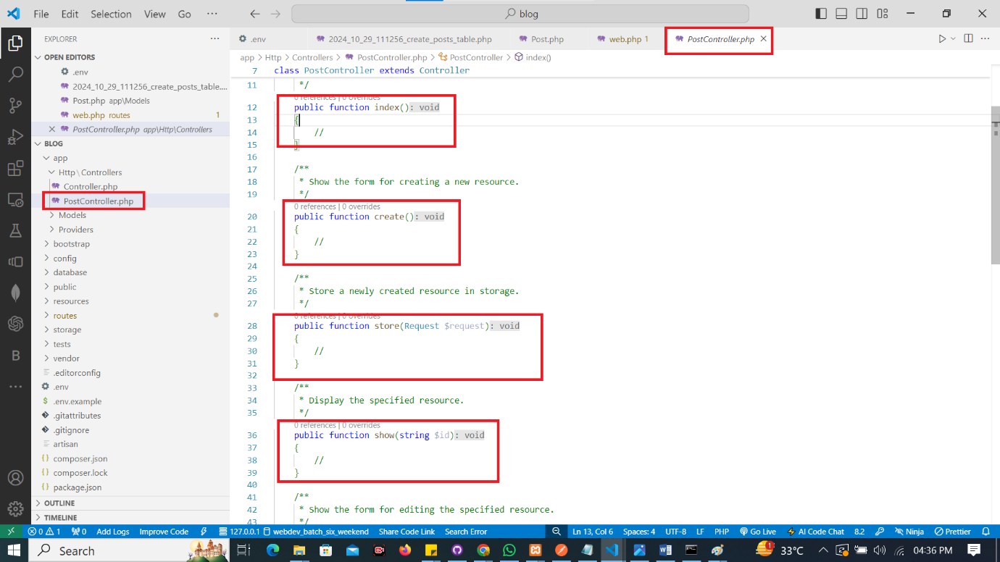 File Edit Selection View Go ··· blog
EXPLORER ···
OPEN EDITORS
.env
2024_10_29_111256_create_posts_table....
Post.php app\Models
web.php routes 1
PostController.php app\Http\Controllers
BLOG
app
Http \ Controllers
Controller.php
PostController.php
Models
Providers
bootstrap
config
database
public
resources
routes
storage
tests
vendor
.editorconfig
.env
.env.example
.gitattributes
.gitignore
artisan
composer.json
composer.lock
package.json
OUTLINE
TIMELINE
.env 2024_10_29_111256_create_posts_table.php Post.php web.php 1 PostController.php
app > Http > Controllers > PostController.php > PostController > index()
7 class PostController extends Controller
11 */
0 references | 0 overrides
12 public function index(): void
13 {
14 //
15 }
16
17 /**
18 * Show the form for creating a new resource.
19 */
0 references | 0 overrides
20 public function create(): void
21 {
22 //
23 }
24
25 /**
26 * Store a newly created resource in storage.
27 */
0 references | 0 overrides
28 public function store(Request $request): void
29 {
30 //
31 }
32
33 /**
34 * Display the specified resource.
35 */
0 references | 0 overrides
36 public function show(string $id): void
37 {
38 //
39 }
40
41 /**
42 * Show the form for editing the specified resource.
43 */
0 1 0 Add Logs Improve Code 127.0.0.1 webdev_batch_six_weekend Share Code Link Search Error Ln 13, Col 6 Spaces: 4 UTF-8 LF PHP Go Live AI Code Chat 8.2 Ninja Prettier
Search 1 33°C 04:36 PM